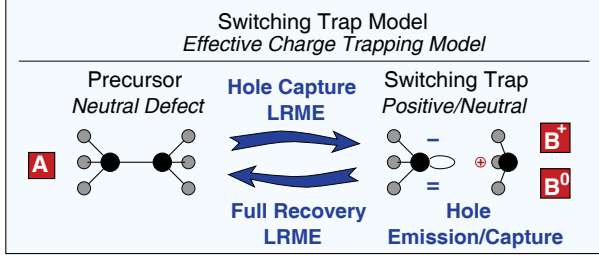 Switching Trap Model
Effective Charge Trapping Model
Precursor
Neutral Defect
Hole Capture
LRME
Switching Trap
Positive/Neutral
A
–
=
⊕
B+
B0
Full Recovery
LRME
Hole
Emission/Capture